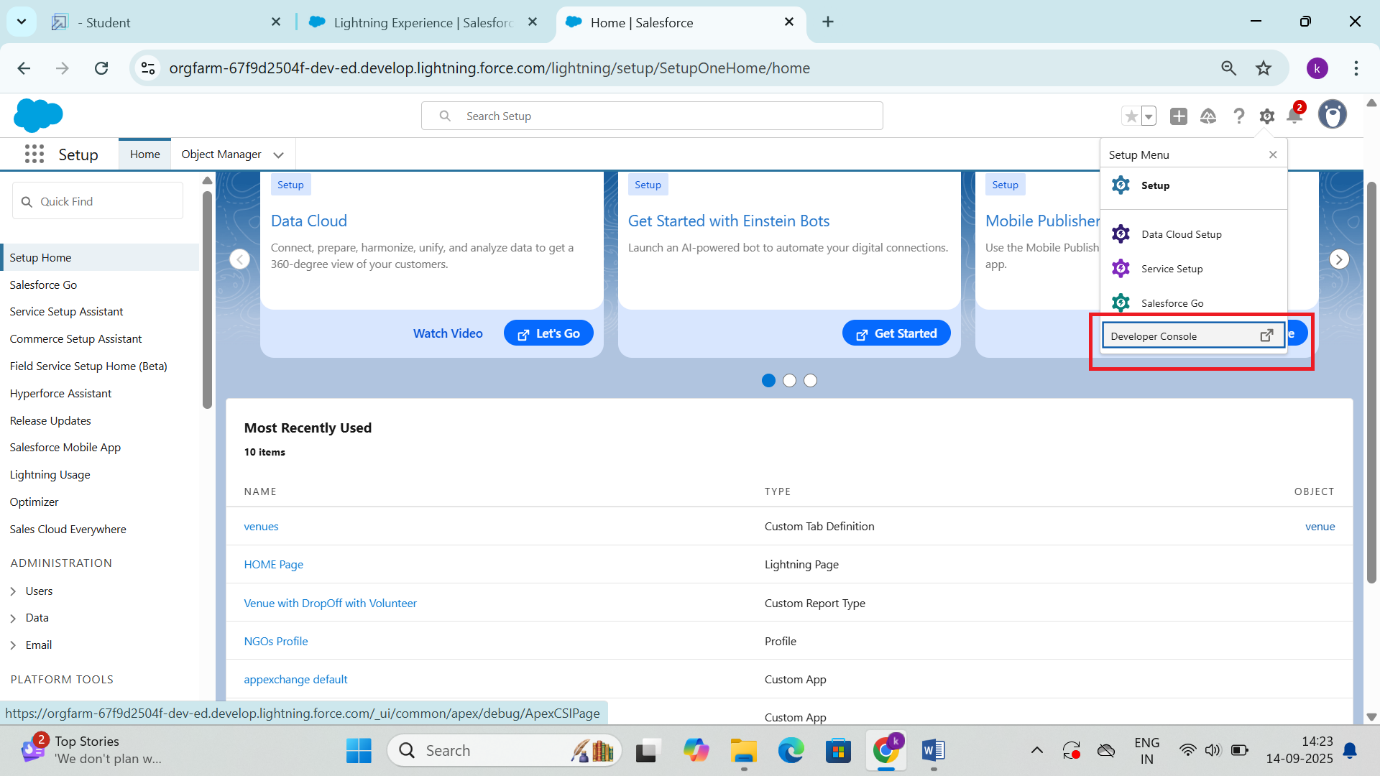 - Student
Lightning Experience | Salesforc
Home | Salesforce
orgfarm-67f9d2504f-dev-ed.develop.lightning.force.com/lightning/setup/SetupOneHome/home
k
Search Setup
2
Setup
Home
Object Manager
Setup Menu
Setup
Data Cloud Setup
Service Setup
Salesforce Go
Developer Console
Quick Find
Setup Home
Salesforce Go
Service Setup Assistant
Commerce Setup Assistant
Field Service Setup Home (Beta)
Hyperforce Assistant
Release Updates
Salesforce Mobile App
Lightning Usage
Optimizer
Sales Cloud Everywhere
ADMINISTRATION
Users
Data
Email
PLATFORM TOOLS
Setup
Data Cloud
Connect, prepare, harmonize, unify, and analyze data to get a
360-degree view of your customers.
Watch Video
Let's Go
Setup
Get Started with Einstein Bots
Launch an AI-powered bot to automate your digital connections.
Get Started
Setup
Mobile Publisher
Use the Mobile Publish
app.
e
Most Recently Used
10 items
NAME TYPE OBJECT
venues Custom Tab Definition venue
HOME Page Lightning Page
Venue with DropOff with Volunteer Custom Report Type
NGOs Profile Profile
appexchange default Custom App
Custom App
https://orgfarm-67f9d2504f-dev-ed.develop.lightning.force.com/_ui/common/apex/debug/ApexCSIPage
2
Top Stories
'We don't plan w...
Search
k
ENG
IN
14:23
14-09-2025